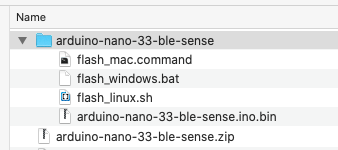 Name
arduino-nano-33-ble-sense
flash_mac.command
flash_windows.bat
flash_linux.sh
arduino-nano-33-ble-sense.ino.bin
arduino-nano-33-ble-sense.zip